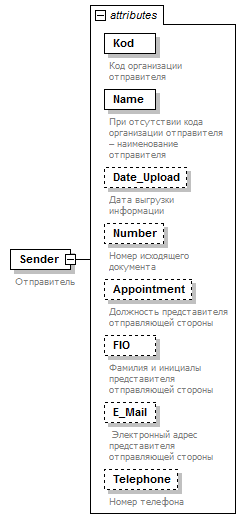 attributes
Kod
Код организации
отправителя
Name
При отсутствии кода
организации отправителя
– наименование
отправителя
Date_Upload
Дата выгрузки
информации
Number
Номер исходящего
документа
Sender
Отправитель
Appointment
Должность представителя
отправляющей стороны
FIO
Фамилия и инициалы
представителя
отправляющей стороны
E_Mail
Электронный адрес
представителя
отправляющей стороны
Telephone
Номер телефона